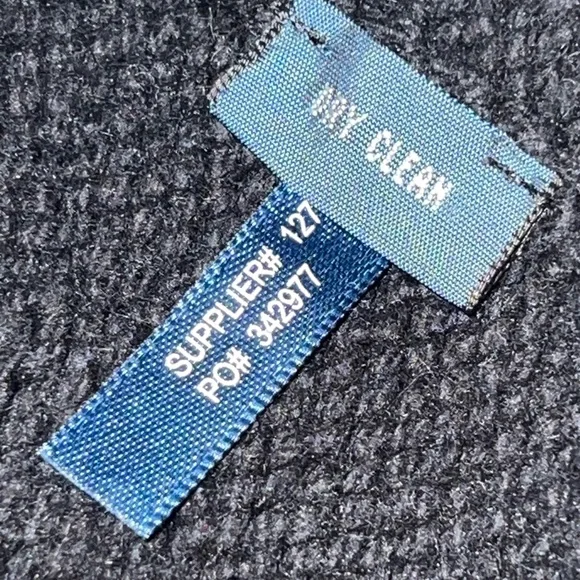 DRY CLEAN
SUPPLIER# 127
PO# 342977